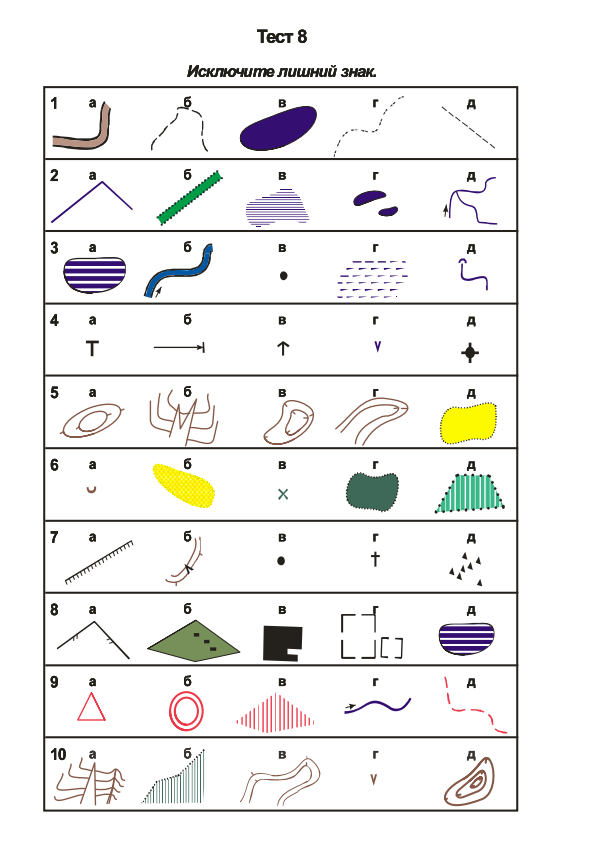 Тест 8
Исключите лишний знак.
1 а б в г д
2 а б в г д
3 а б в г д
4 а б в г д
5 а б в г д
6 а б в г д
7 а б в г д
8 а б в г д
9 а б в г д
10 а б в г д